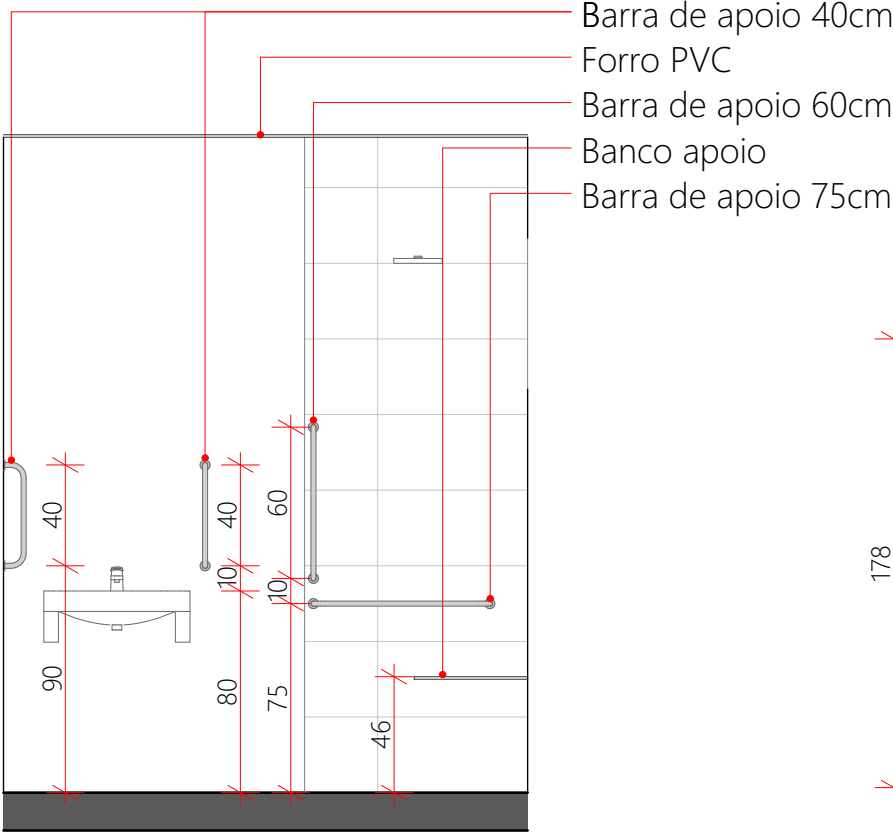 Barra de apoio 40cm
Forro PVC
Barra de apoio 60cm
Banco apoio
Barra de apoio 75cm
40
40
60
10
10
178
90
80
75
46